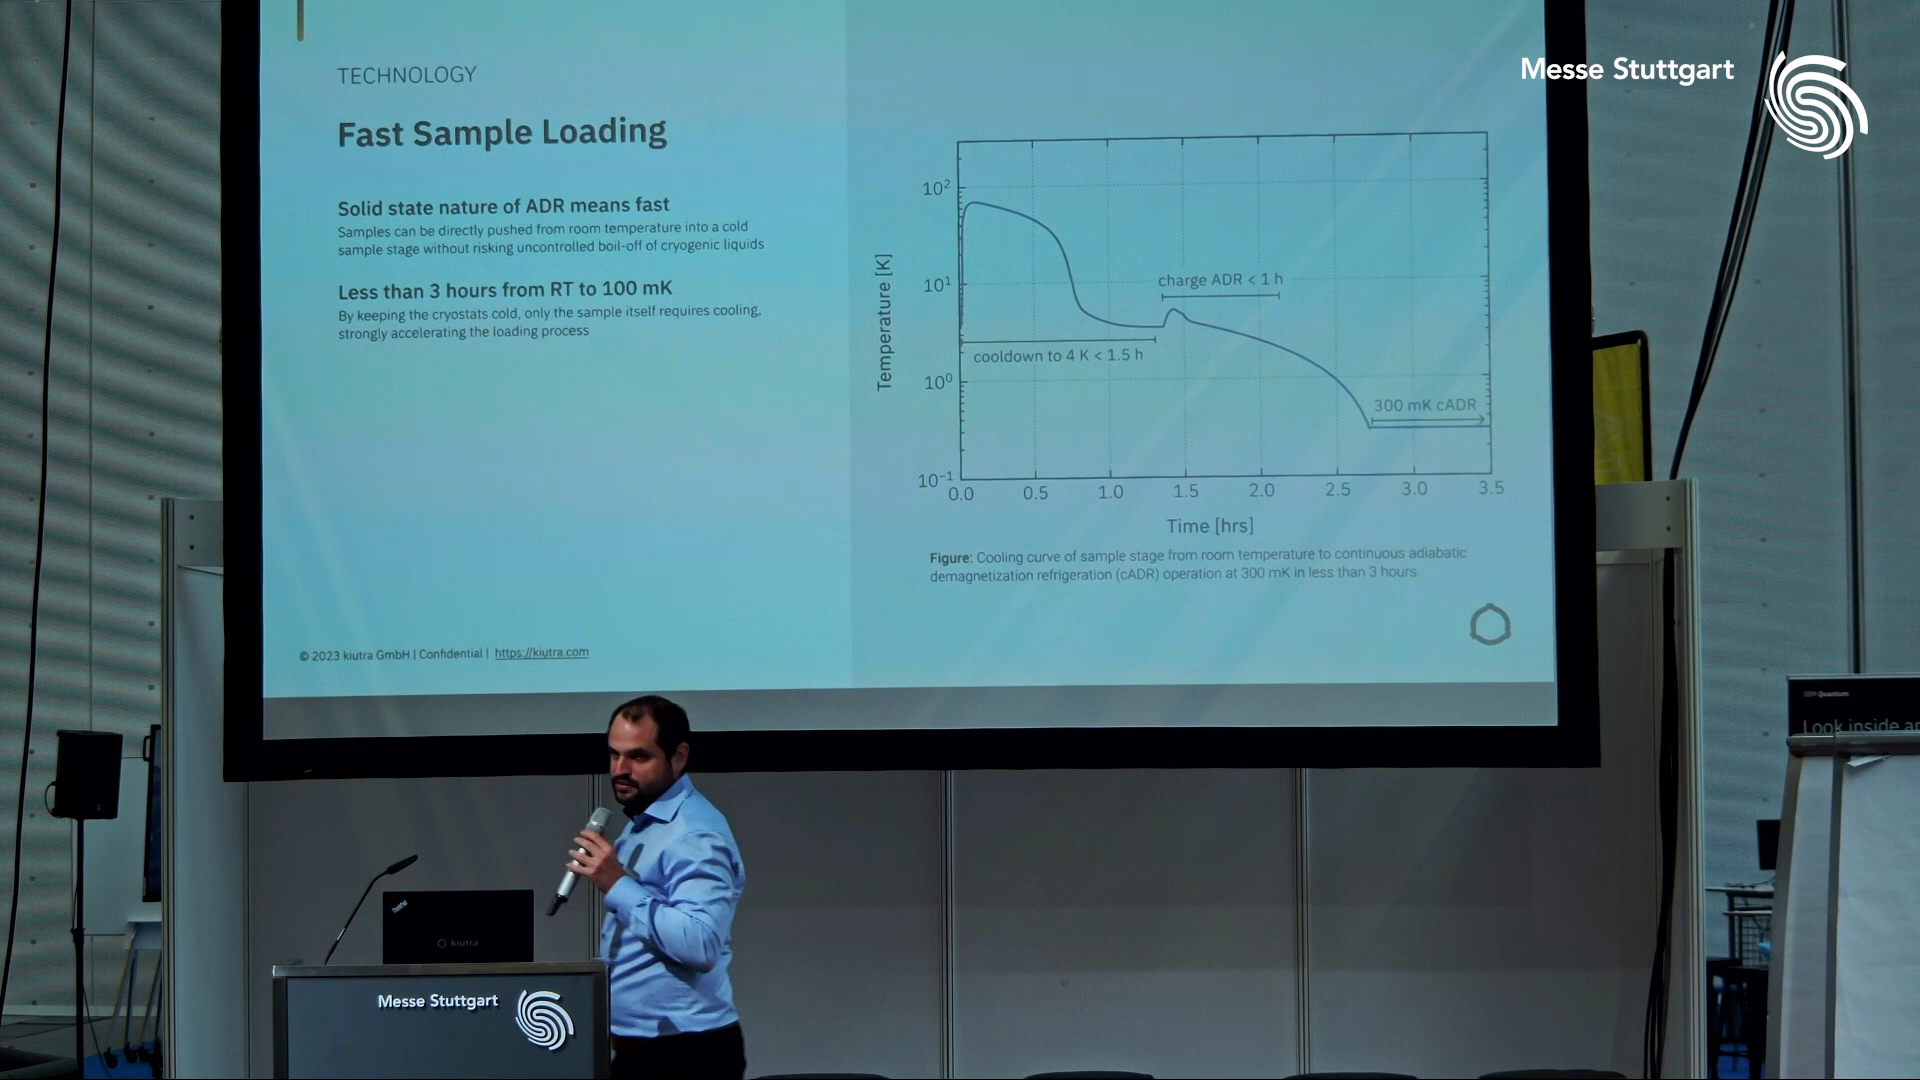 Messe Stuttgart
TECHNOLOGY
Fast Sample Loading
Solid state nature of ADR means fast
Samples can be directly pushed from room temperature into a cold
sample stage without risking uncontrolled boil-off of cryogenic liquids
Less than 3 hours from RT to 100 mK
By keeping the cryostats cold, only the sample itself requires cooling,
strongly accelerating the loading process
Temperature [K]
10²
10¹
10⁰
10⁻¹
charge ADR < 1 h
cooldown to 4 K < 1.5 h
300 mK cADR
0.0 0.5 1.0 1.5 2.0 2.5 3.0 3.5
Time [hrs]
Figure: Cooling curve of sample stage from room temperature to continuous adiabatic
demagnetization refrigeration (cADR) operation at 300 mK in less than 3 hours.
© 2023 kiutra GmbH | Confidential | https://kiutra.com
IBM Quantum
Look inside
ThinkPad
kiutra
Messe Stuttgart